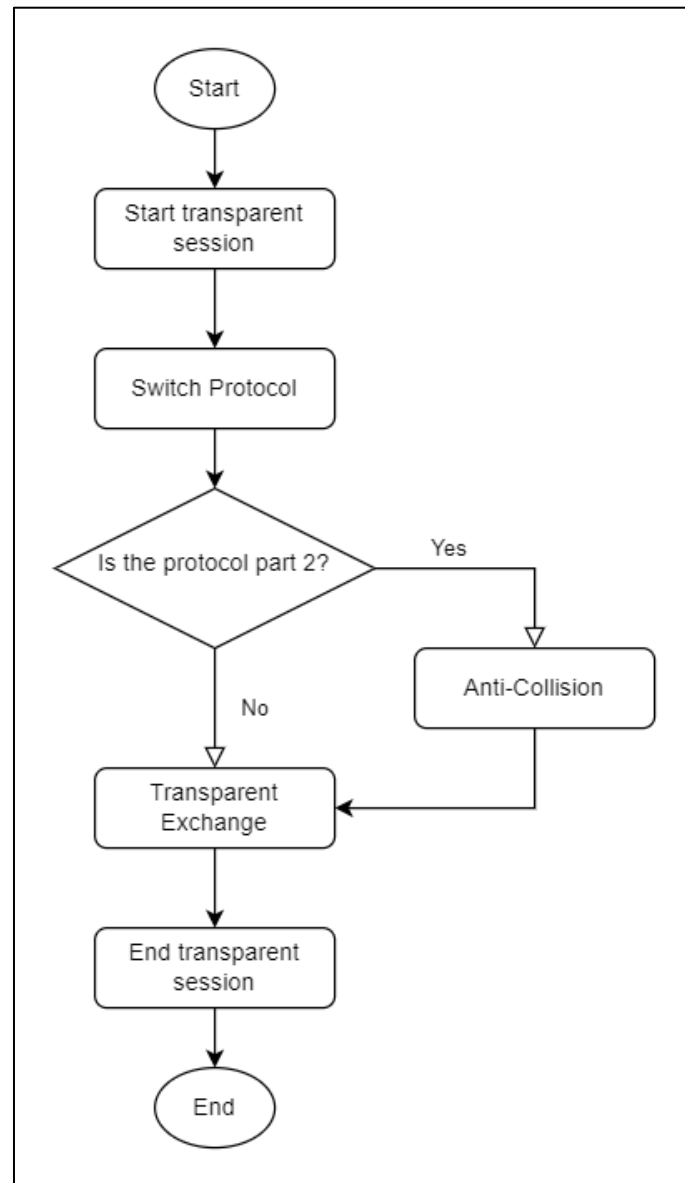 Start
Start transparent
session
Switch Protocol
Is the protocol part 2?
Yes
Anti-Collision
No
Transparent
Exchange
End transparent
session
End